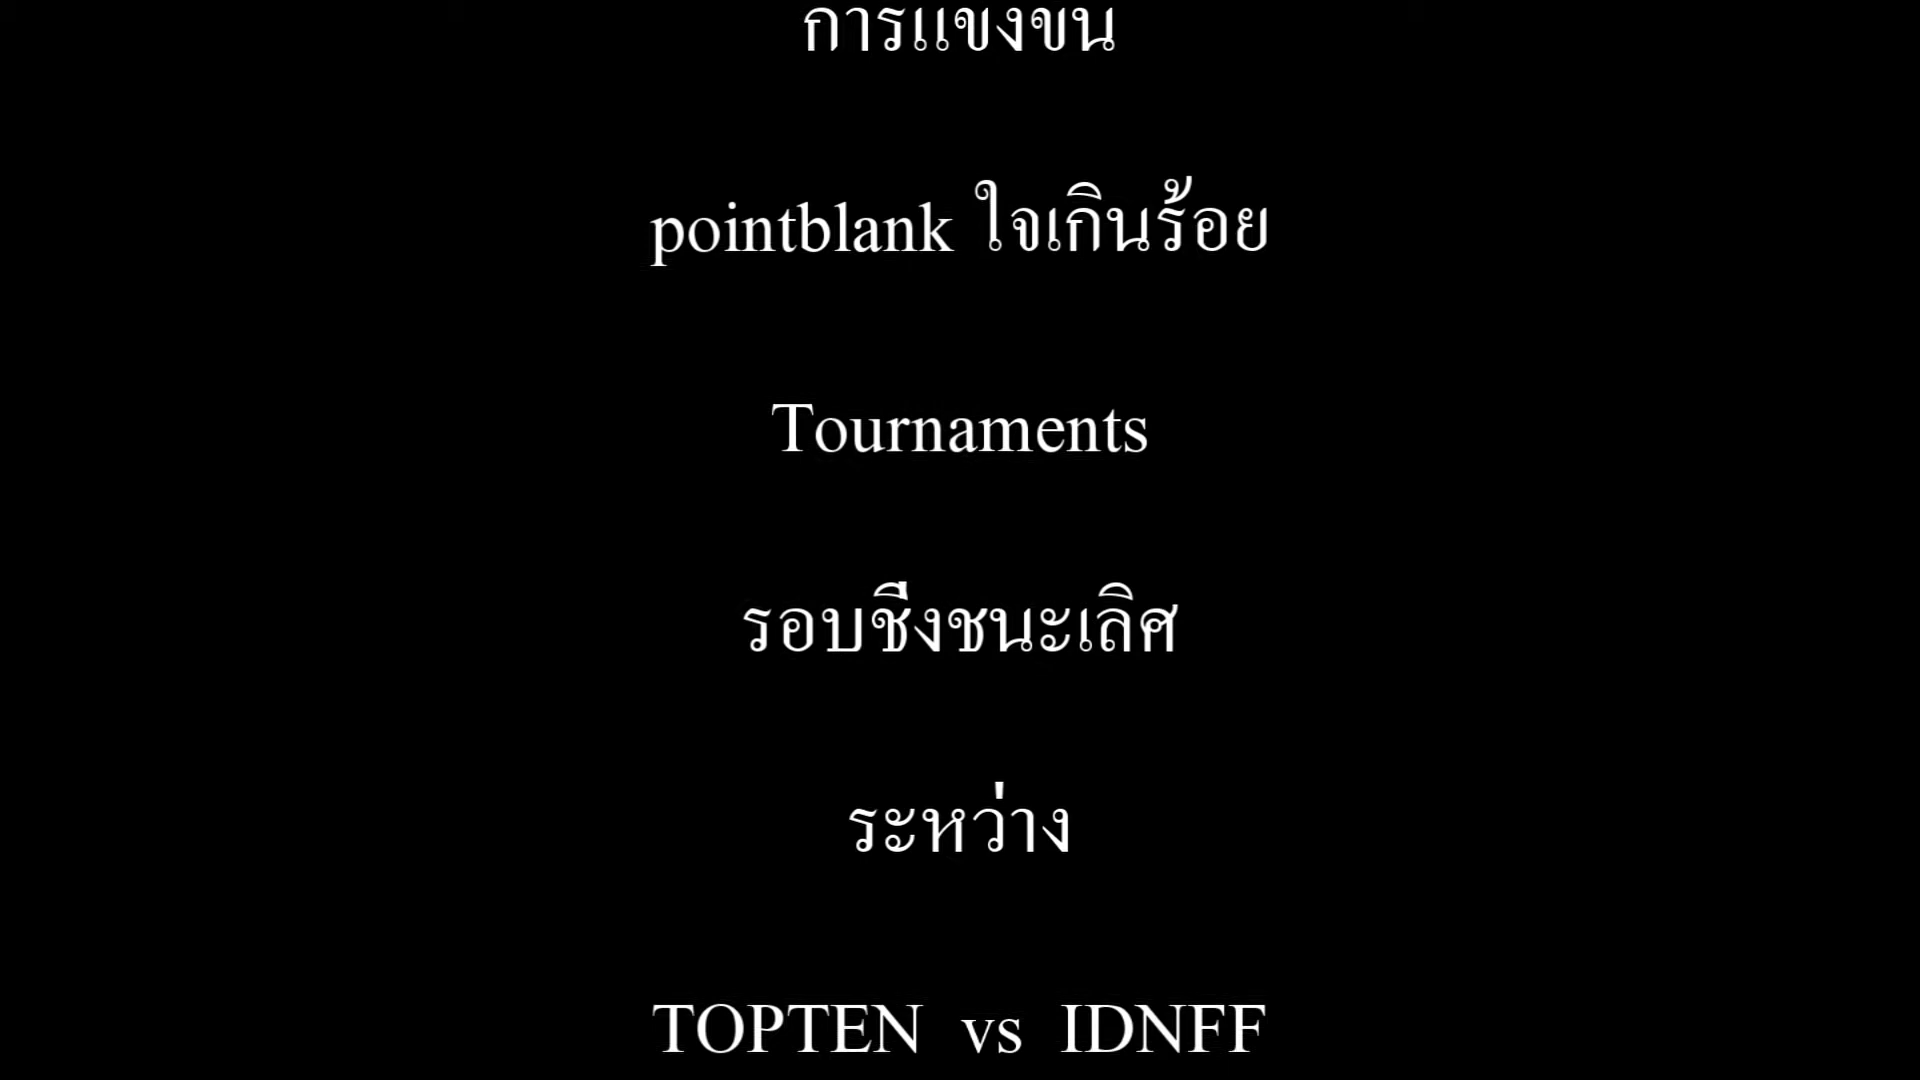 การแขงขน
pointblank ใจเกินร้อย
Tournaments
รอบชีงชนะเลิศ
ระหว่าง
TOPTEN vs IDNFF